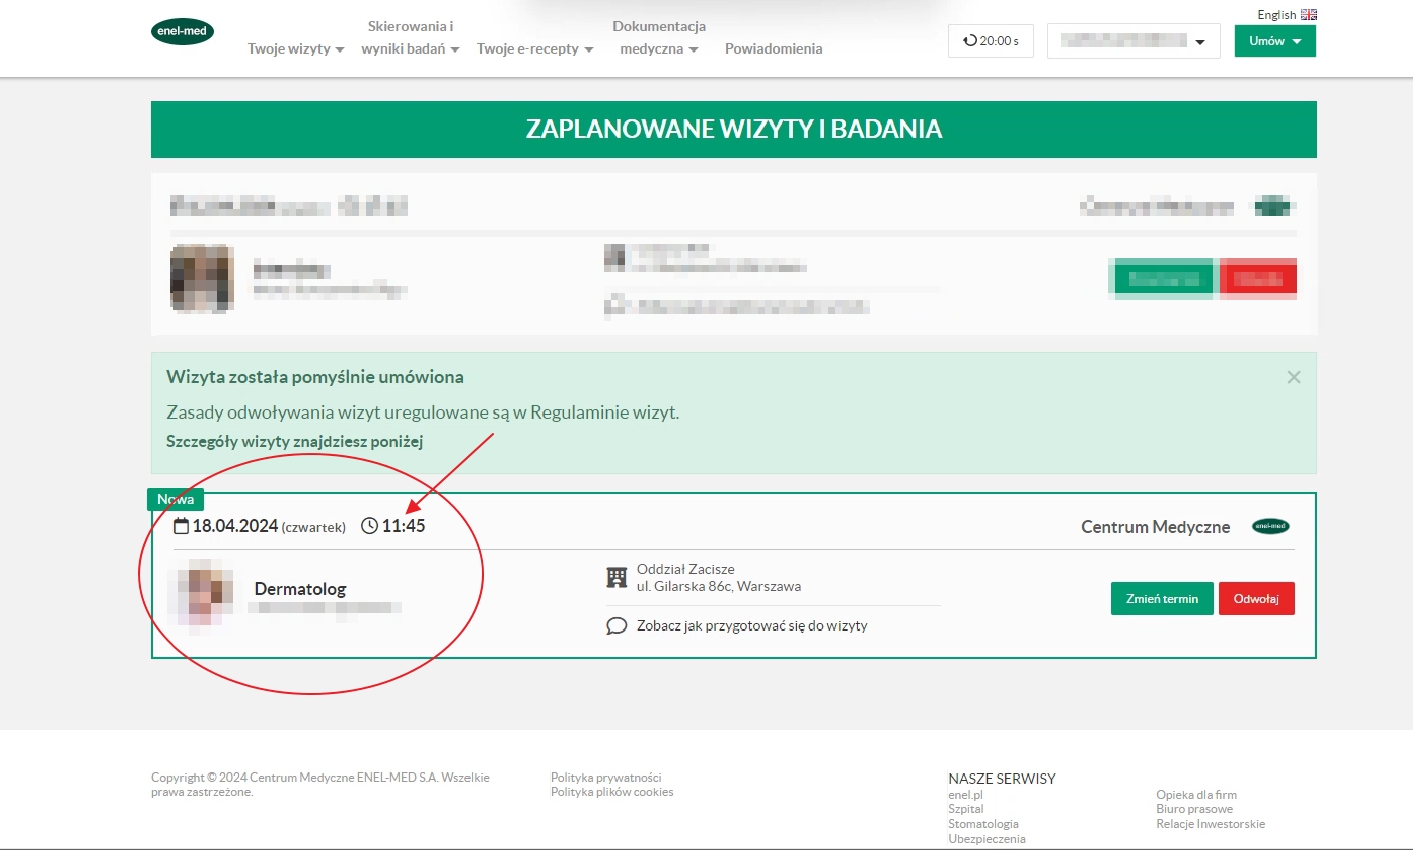 enel-med
Twoje wizyty
Skierowania i
wyniki badań
Twoje e-recepty
Dokumentacja
medyczna
Powiadomienia
20:00 s
English
Umów
ZAPLANOWANE WIZYTY I BADANIA
Wizyta została pomyślnie umówiona
Zasady odwoływania wizyt uregulowane są w Regulaminie wizyt.
Szczegóły wizyty znajdziesz poniżej
Nowa
18.04.2024 (czwartek) 11:45
Centrum Medyczne enel-med
Dermatolog
Oddział Zacisze
ul. Gilarska 86c, Warszawa
Zobacz jak przygotować się do wizyty
Zmień termin
Odwołaj
Copyright © 2024 Centrum Medyczne ENEL-MED S.A. Wszelkie
prawa zastrzeżone.
Polityka prywatności
Polityka plików cookies
NASZE SERWISY
enel.pl
Szpital
Stomatologia
Ubezpieczenia
Opieka dla firm
Biuro prasowe
Relacje Inwestorskie